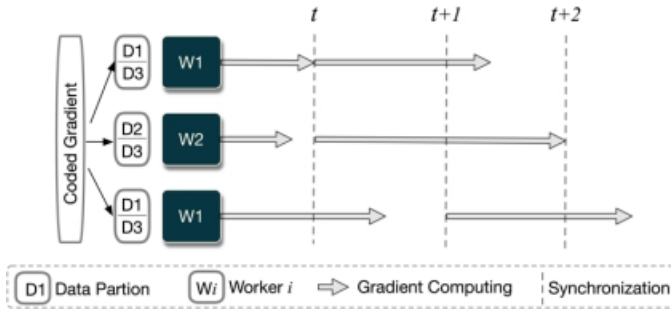 t t+1 t+2
Coded Gradient
D1
D3
W1
D2
D3
W2
D1
D3
W1
D1 Data Partion Wi Worker i Gradient Computing Synchronization